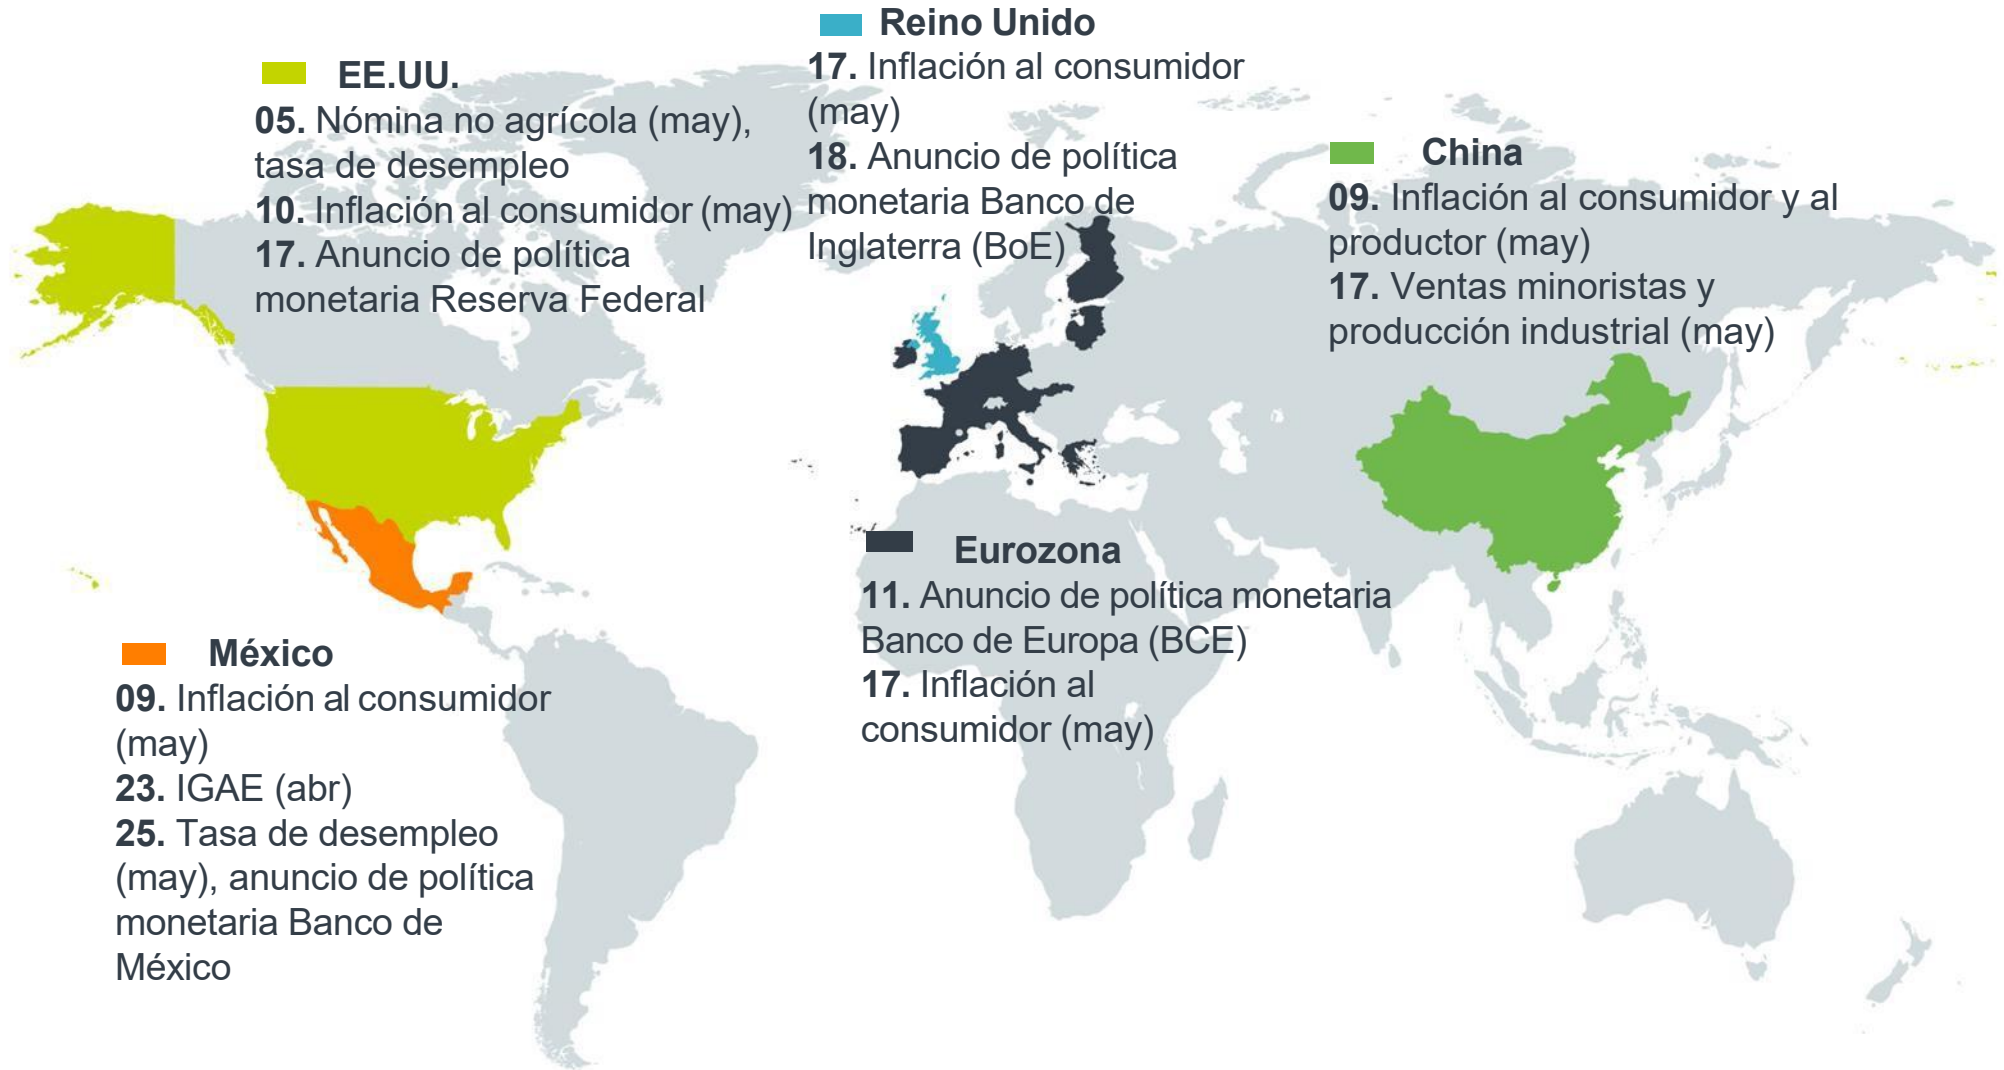 EE.UU.
05. Nómina no agrícola (may),
tasa de desempleo
10. Inflación al consumidor (may)
17. Anuncio de política
monetaria Reserva Federal
Reino Unido
17. Inflación al consumidor
(may)
18. Anuncio de política
monetaria Banco de
Inglaterra (BoE)
China
09. Inflación al consumidor y al
productor (may)
17. Ventas minoristas y
producción industrial (may)
Eurozona
11. Anuncio de política monetaria
Banco de Europa (BCE)
17. Inflación al
consumidor (may)
México
09. Inflación al consumidor
(may)
23. IGAE (abr)
25. Tasa de desempleo
(may), anuncio de política
monetaria Banco de
México